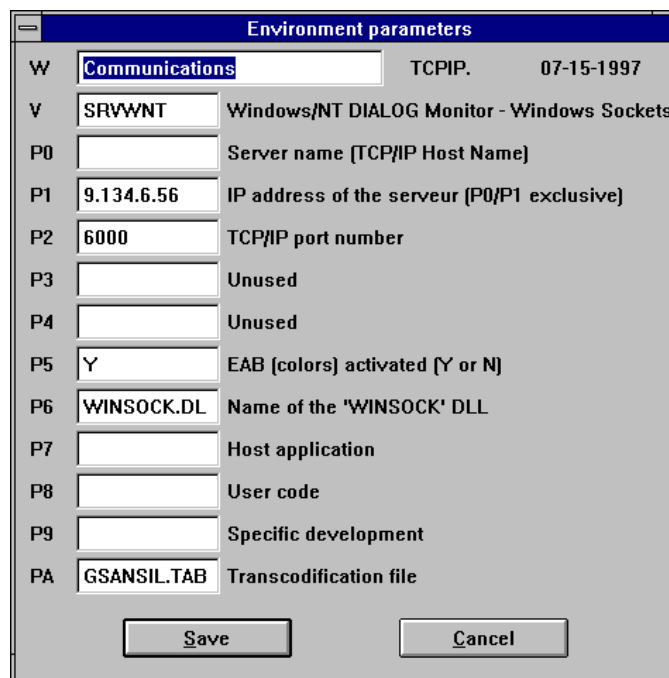 Environment parameters
W Communications TCPIP. 07-15-1997
V SRVWNT Windows/NT DIALOG Monitor - Windows Sockets
P0 Server name (TCP/IP Host Name)
P1 9.134.6.56 IP address of the serveur (P0/P1 exclusive)
P2 6000 TCP/IP port number
P3 Unused
P4 Unused
P5 Y EAB (colors) activated (Y or N)
P6 WINSOCK.DL Name of the 'WINSOCK' DLL
P7 Host application
P8 User code
P9 Specific development
PA GSANSIL.TAB Transcodification file
Save Cancel